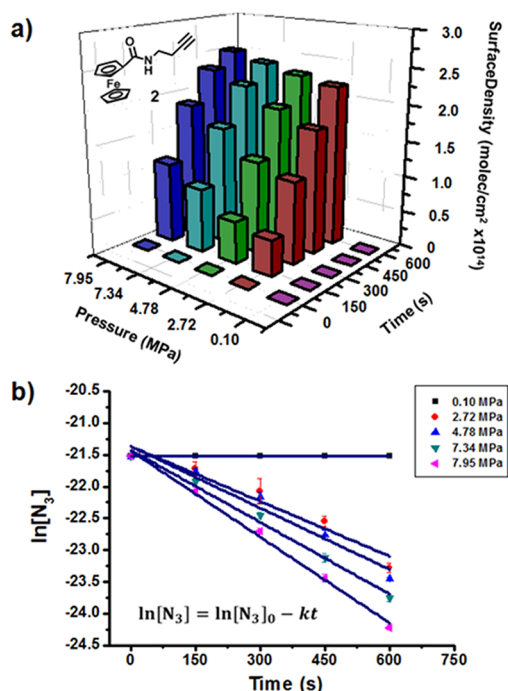 a)
O
N
H
Fe
2
3.0
2.5
2.0
1.5
1.0
0.5
0
SurfaceDensity
(molec/cm² x10¹⁴)
600
450
300
150
0
Time (s)
7.95
7.34
4.78
2.72
0.10
Pressure (MPa)
b)
-20.5
-21.0
-21.5
-22.0
-22.5
-23.0
-23.5
-24.0
-24.5
ln[N₃]
0.10 MPa
2.72 MPa
4.78 MPa
7.34 MPa
7.95 MPa
ln[N₃] = ln[N₃]₀ − kt
0 150 300 450 600 750
Time (s)